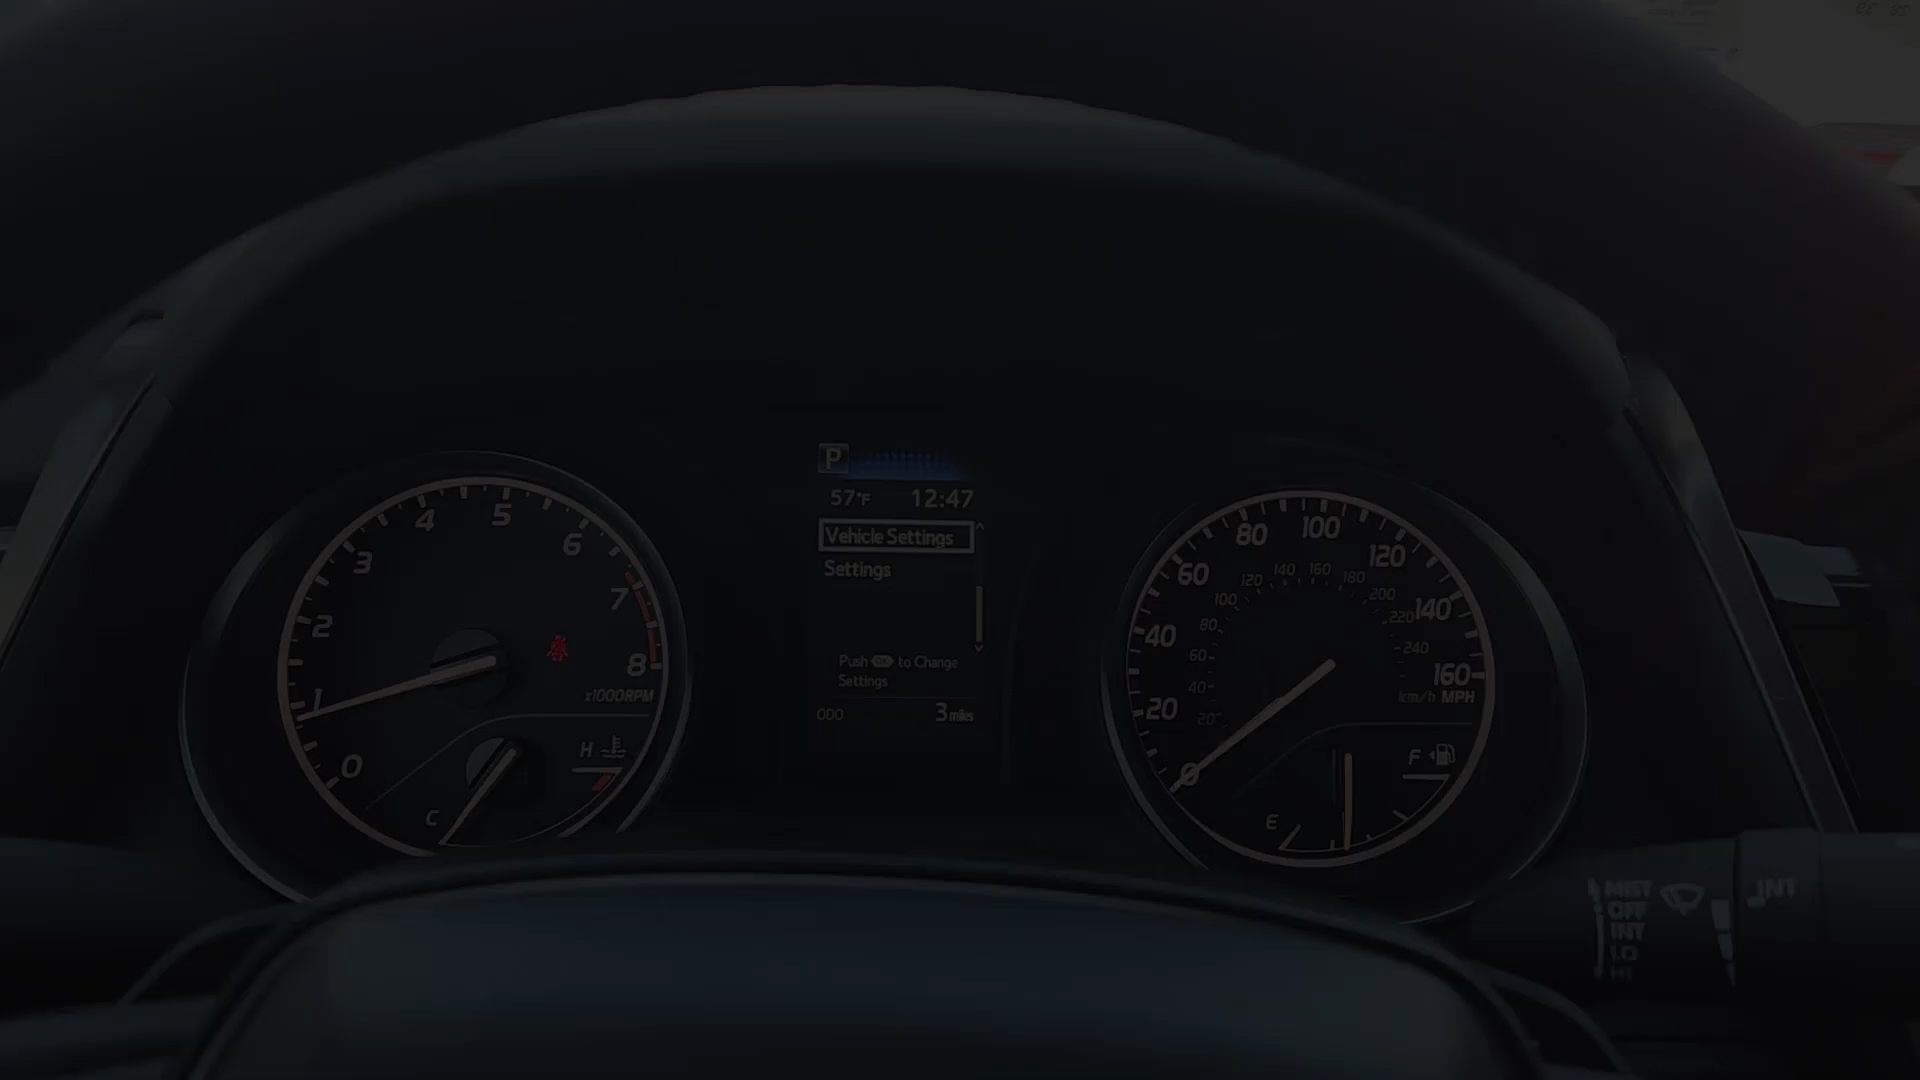 P
57°F 12:47
Vehicle Settings
Settings
Push OK to Change
Settings
ODO 3 miles
0 1 2 3 4 5 6 7 8
x1000RPM
C H
0 20 40 60 80 100 120 140 160
20 40 60 80 100 120 140 160 180 200 220 240
km/h MPH
E F
MIST
OFF
INT
LO
HI
INT